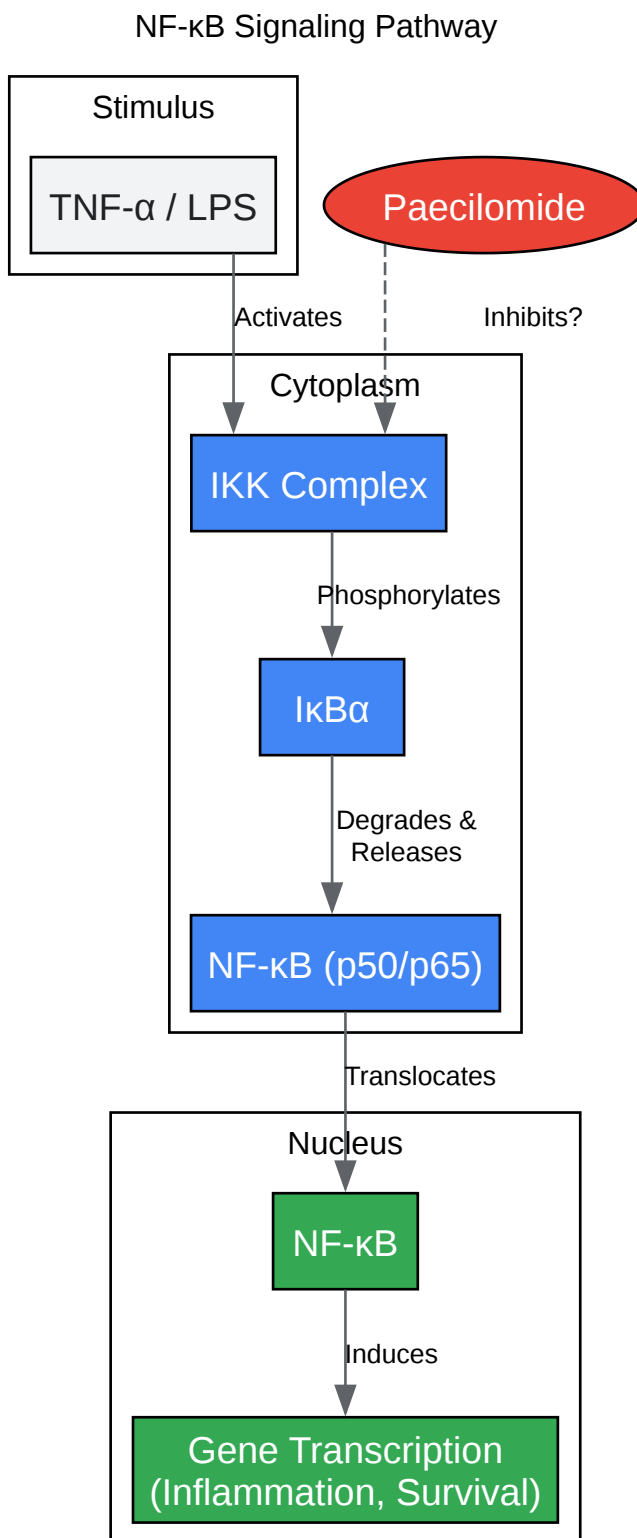 NF-κB Signaling Pathway
Stimulus
TNF-α / LPS
Paecilomide
Activates
Inhibits?
Cytoplasm
IKK Complex
Phosphorylates
IκBα
Degrades &
Releases
NF-κB (p50/p65)
Translocates
Nucleus
NF-κB
Induces
Gene Transcription
(Inflammation, Survival)